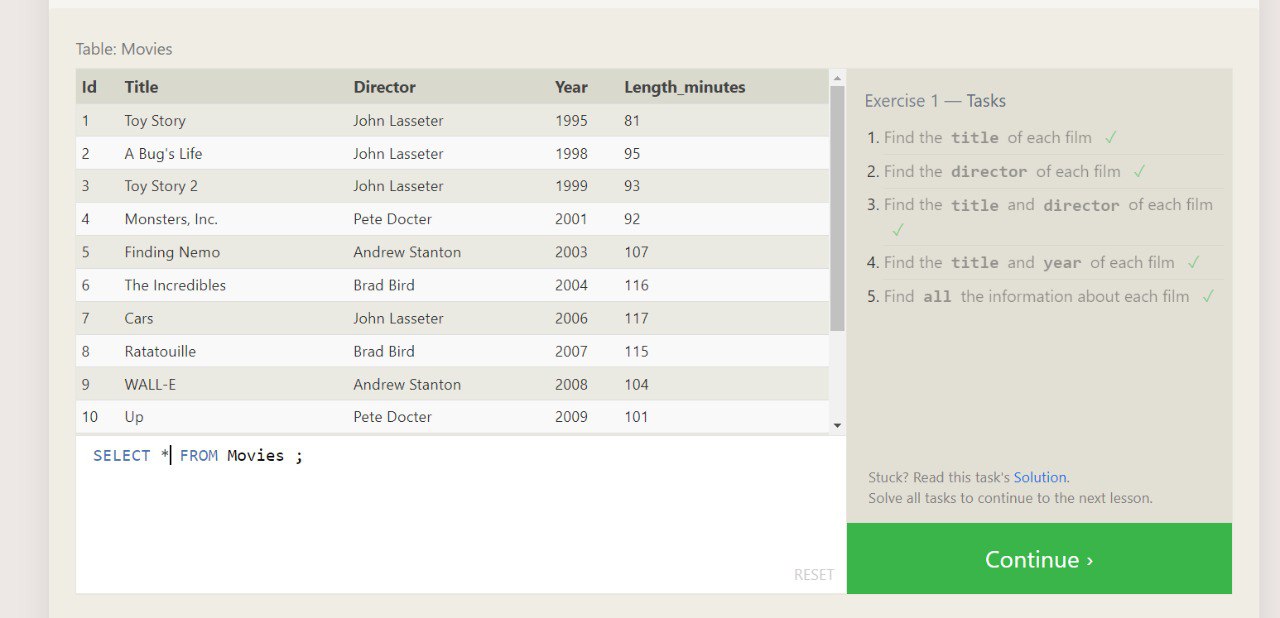 Table: Movies
Id Title Director Year Length_minutes
1 Toy Story John Lasseter 1995 81
2 A Bug's Life John Lasseter 1998 95
3 Toy Story 2 John Lasseter 1999 93
4 Monsters, Inc. Pete Docter 2001 92
5 Finding Nemo Andrew Stanton 2003 107
6 The Incredibles Brad Bird 2004 116
7 Cars John Lasseter 2006 117
8 Ratatouille Brad Bird 2007 115
9 WALL-E Andrew Stanton 2008 104
10 Up Pete Docter 2009 101
SELECT * FROM Movies ;
RESET
Exercise 1 — Tasks
1. Find the title of each film ✓
2. Find the director of each film ✓
3. Find the title and director of each film
✓
4. Find the title and year of each film ✓
5. Find all the information about each film ✓
Stuck? Read this task's Solution.
Solve all tasks to continue to the next lesson.
Continue ›